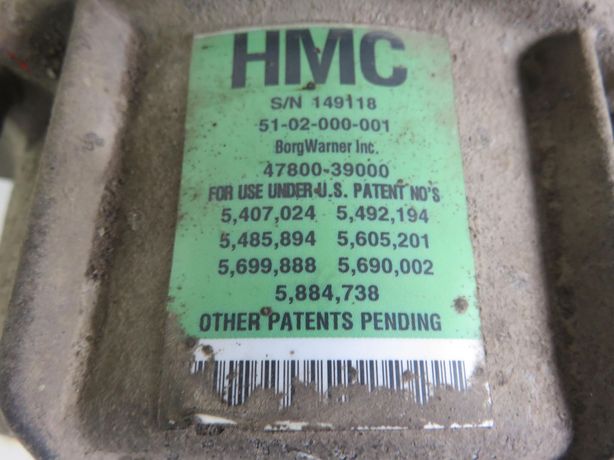 HMC
S/N 149118
51-02-000-001
BorgWarner Inc.
47800-39000
FOR USE UNDER U.S. PATENT NO'S
5,407,024 5,492,194
5,485,894 5,605,201
5,699,888 5,690,002
5,884,738
OTHER PATENTS PENDING